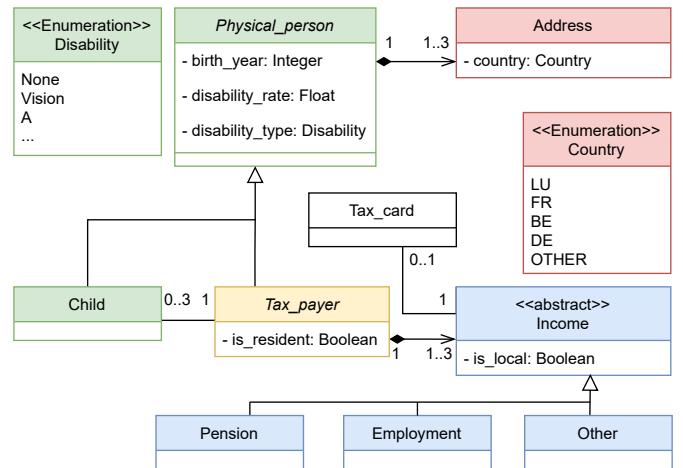 <<Enumeration>>
Disability
None
Vision
A
...
Physical_person
- birth_year: Integer
- disability_rate: Float
- disability_type: Disability
1
1..3
Address
- country: Country
<<Enumeration>>
Country
LU
FR
BE
DE
OTHER
Tax_card
0..1
1
Child
0..3
1
Tax_payer
- is_resident: Boolean
1
1..3
<<abstract>>
Income
- is_local: Boolean
Pension
Employment
Other